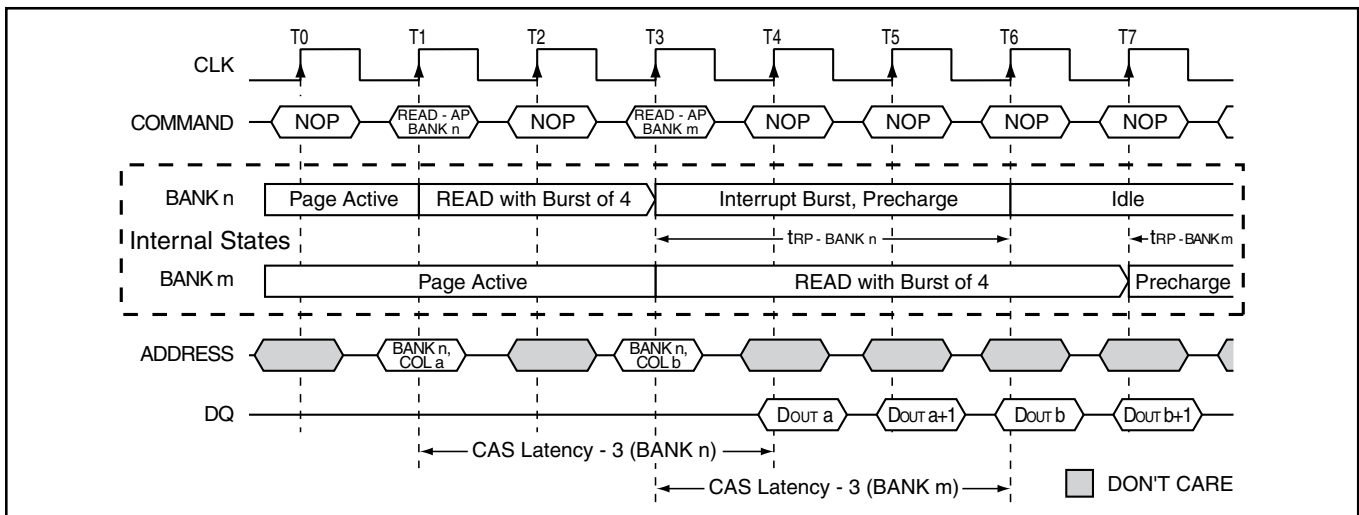 T0 T1 T2 T3 T4 T5 T6 T7
CLK
COMMAND NOP READ - AP BANK n NOP READ - AP BANK m NOP NOP NOP NOP
BANK n Page Active READ with Burst of 4 Interrupt Burst, Precharge Idle
Internal States tRP - BANK n tRP - BANK m
BANK m Page Active READ with Burst of 4 Precharge
ADDRESS BANK n, COL a BANK n, COL b
DQ DOUT a DOUT a+1 DOUT b DOUT b+1
CAS Latency - 3 (BANK n)
CAS Latency - 3 (BANK m) DON'T CARE